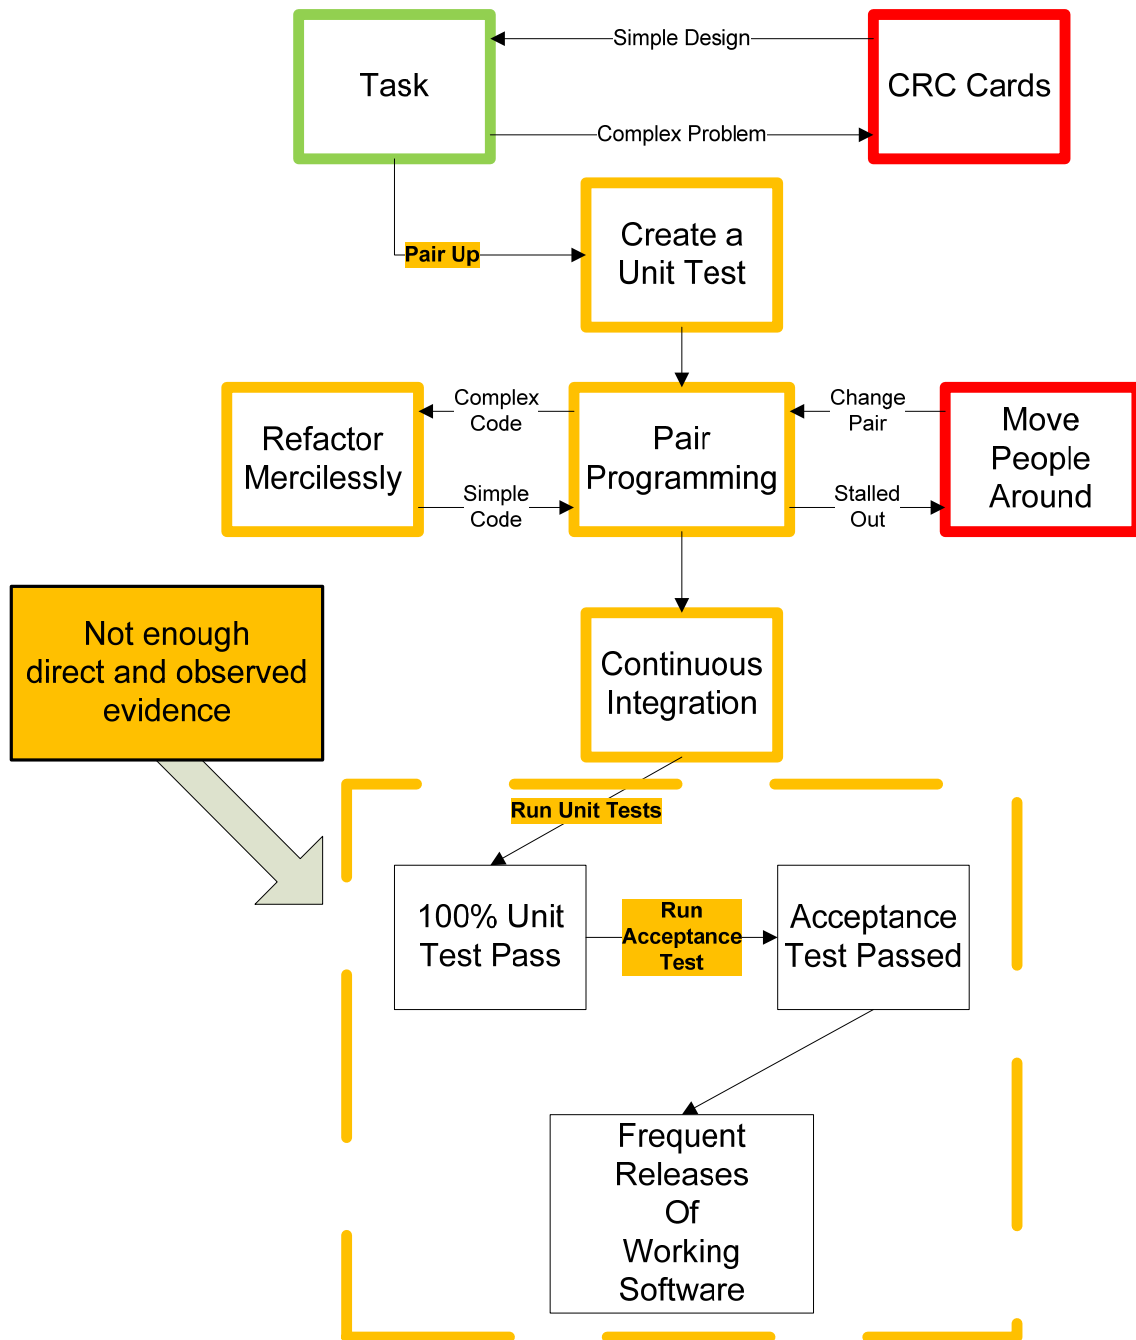 Task
Simple Design
CRC Cards
Complex Problem
Pair Up
Create a
Unit Test
Refactor
Mercilessly
Complex
Code
Simple
Code
Pair
Programming
Change
Pair
Stalled
Out
Move
People
Around
Not enough
direct and observed
evidence
Continuous
Integration
Run Unit Tests
100% Unit
Test Pass
Run
Acceptance
Test
Acceptance
Test Passed
Frequent
Releases
Of
Working
Software